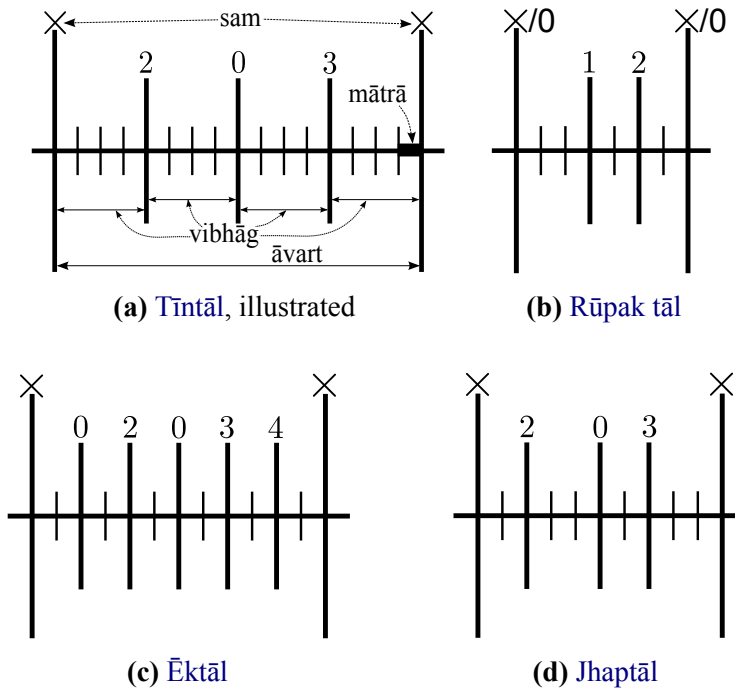 ×/0 ×/0
× sam ×
2 0 3
1 2
mātrā
vibhāg
āvart
(a) Tīntāl, illustrated
(b) Rūpak tāl
× ×
0 2 0 3 4
(c) Ēktāl
× ×
2 0 3
(d) Jhaptāl